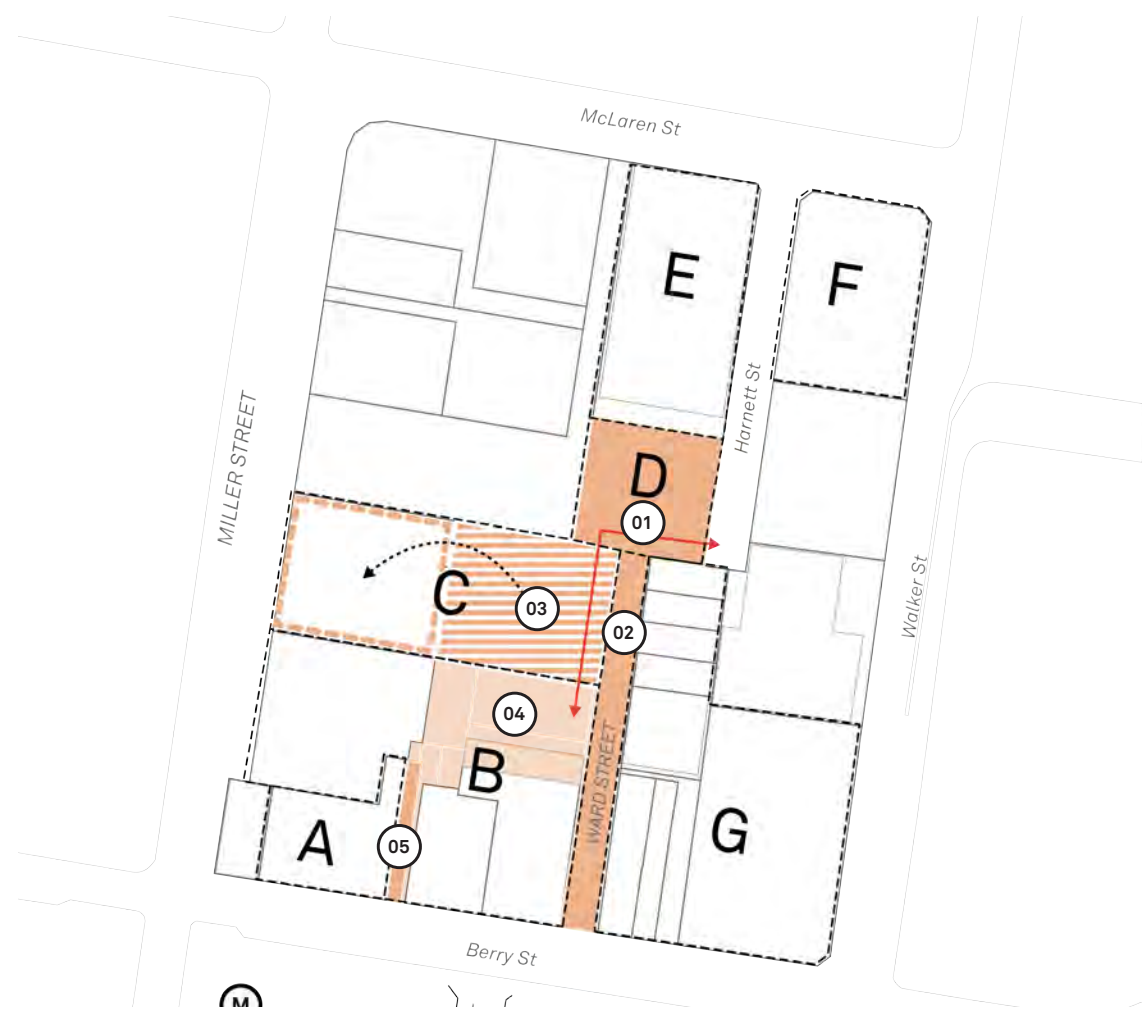 McLaren St
E
F
Harnett St
MILLER STREET
D
01
C
03
02
Walker St
04
B
WARD STREET
A
05
G
Berry St
M